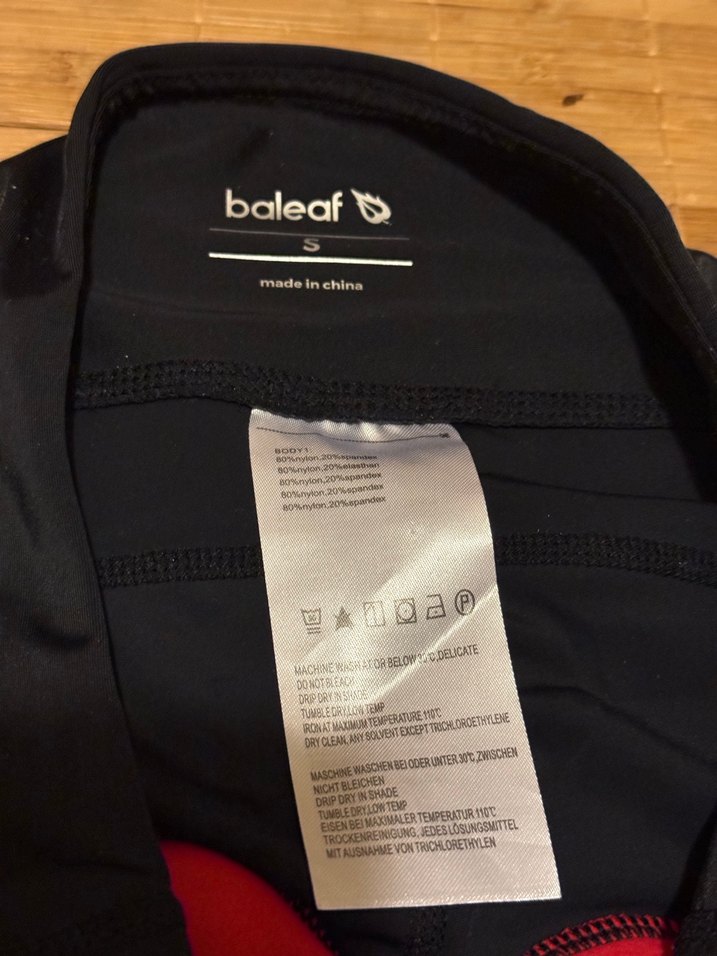 baleaf
S
made in china
BODY1
80%nylon,20%spandex
80%nylon,20%elasthan
80%nylon,20%spandex
80%nylon,20%spandex
80%nylon,20%spandex
MACHINE WASH AT OR BELOW 30℃,DELICATE
DO NOT BLEACH
DRIP DRY IN SHADE
TUMBLE DRY,LOW TEMP
IRON AT MAXIMUM TEMPERATURE 110℃
DRY CLEAN, ANY SOLVENT EXCEPT TRICHLOROETHYLENE
MASCHINE WASCHEN BEI ODER UNTER 30℃,ZWISCHEN
NICHT BLEICHEN
DRIP DRY IN SHADE
TUMBLE DRY,LOW TEMP
EISEN BEI MAXIMALER TEMPERATUR 110℃
TROCKENREINIGUNG, JEDES LÖSUNGSMITTEL
MIT AUSNAHME VON TRICHLORETHYLEN